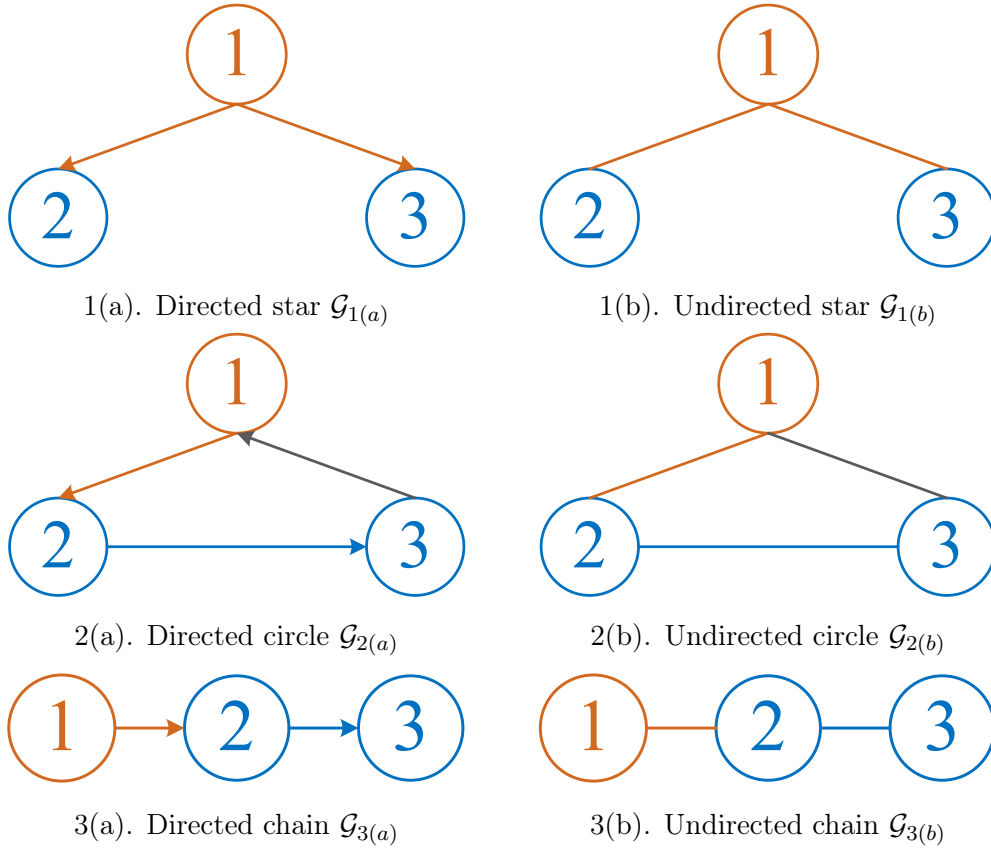 1 1
2 3 2 3
1(a). Directed star 𝒢1(a) 1(b). Undirected star 𝒢1(b)
1 1
2 3 2 3
2(a). Directed circle 𝒢2(a) 2(b). Undirected circle 𝒢2(b)
1 2 3 1 2 3
3(a). Directed chain 𝒢3(a) 3(b). Undirected chain 𝒢3(b)